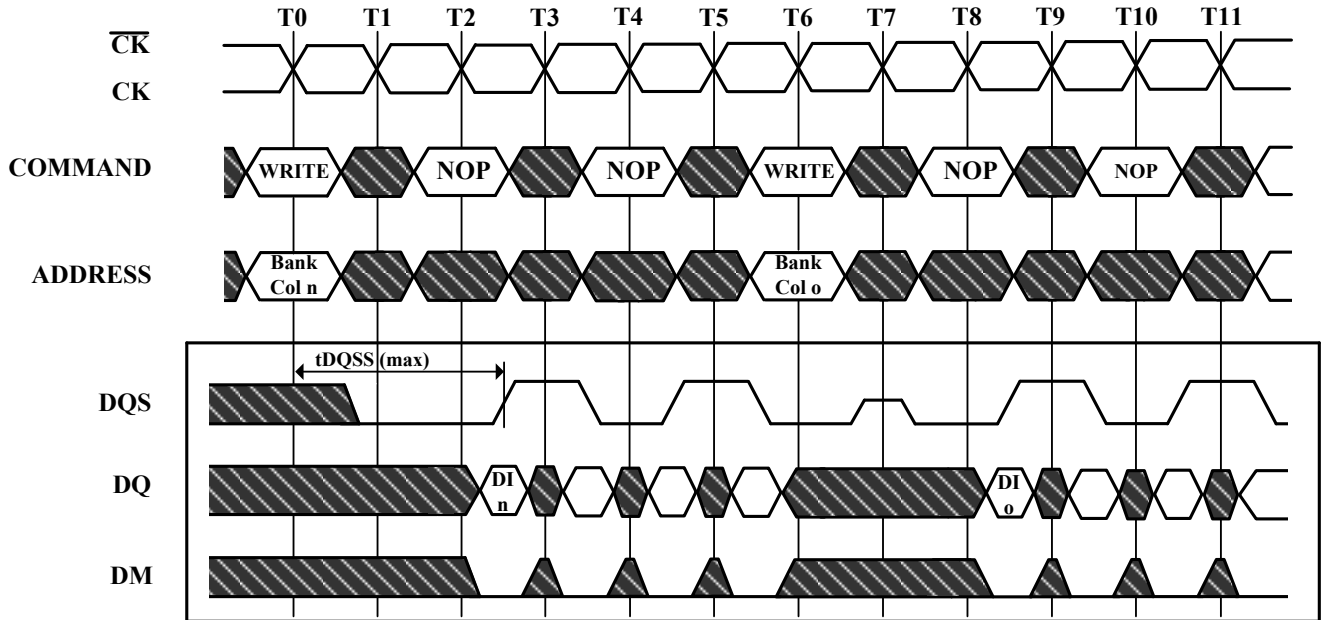 T0 T1 T2 T3 T4 T5 T6 T7 T8 T9 T10 T11
CK
CK
COMMAND WRITE NOP NOP WRITE NOP NOP
ADDRESS Bank Col n Bank Col o
tDQSS (max)
DQS
DQ DI n DI o
DM